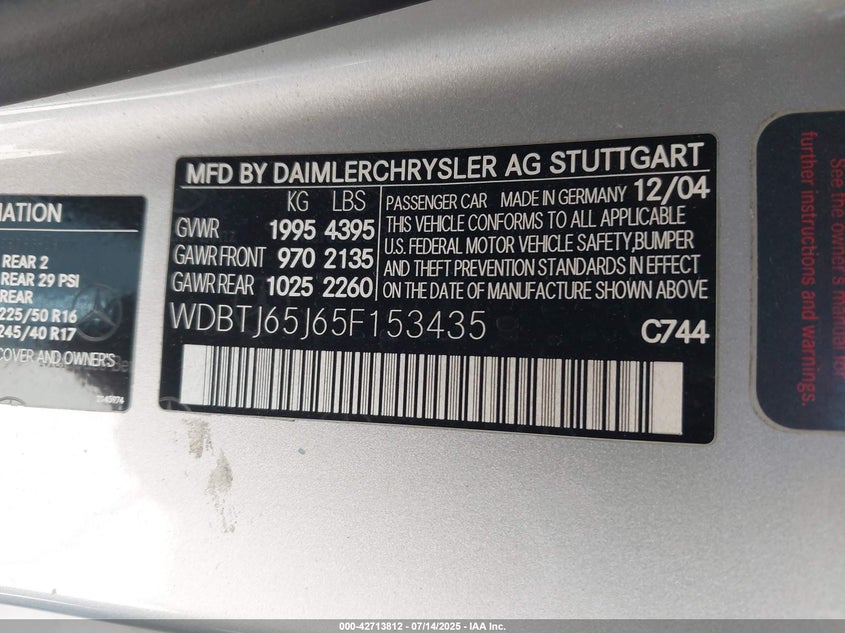 MFD BY DAIMLERCHRYSLER AG STUTTGART
KG LBS
GVWR 1995 4395
GAWR FRONT 970 2135
GAWR REAR 1025 2260
PASSENGER CAR MADE IN GERMANY 12/04
THIS VEHICLE CONFORMS TO ALL APPLICABLE
U.S. FEDERAL MOTOR VEHICLE SAFETY,BUMPER
AND THEFT PREVENTION STANDARDS IN EFFECT
ON THE DATE OF MANUFACTURE SHOWN ABOVE
WDBTJ65J65F153435 C744
REAR 2
REAR 29 PSI
REAR
225/50 R16
245/40 R17
COVER AND OWNER'S
See the owner's manual for
further instructions and warnings.
000-42713812 - 07/14/2025 - IAA Inc.